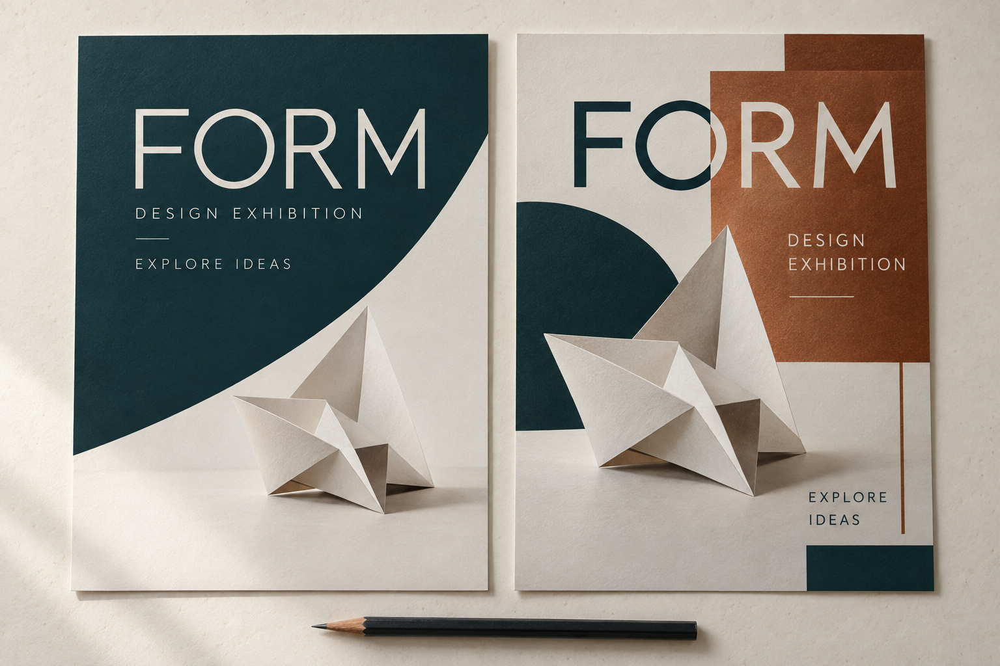 FORM
DESIGN EXHIBITION
EXPLORE IDEAS
FORM
DESIGN
EXHIBITION
EXPLORE
IDEAS